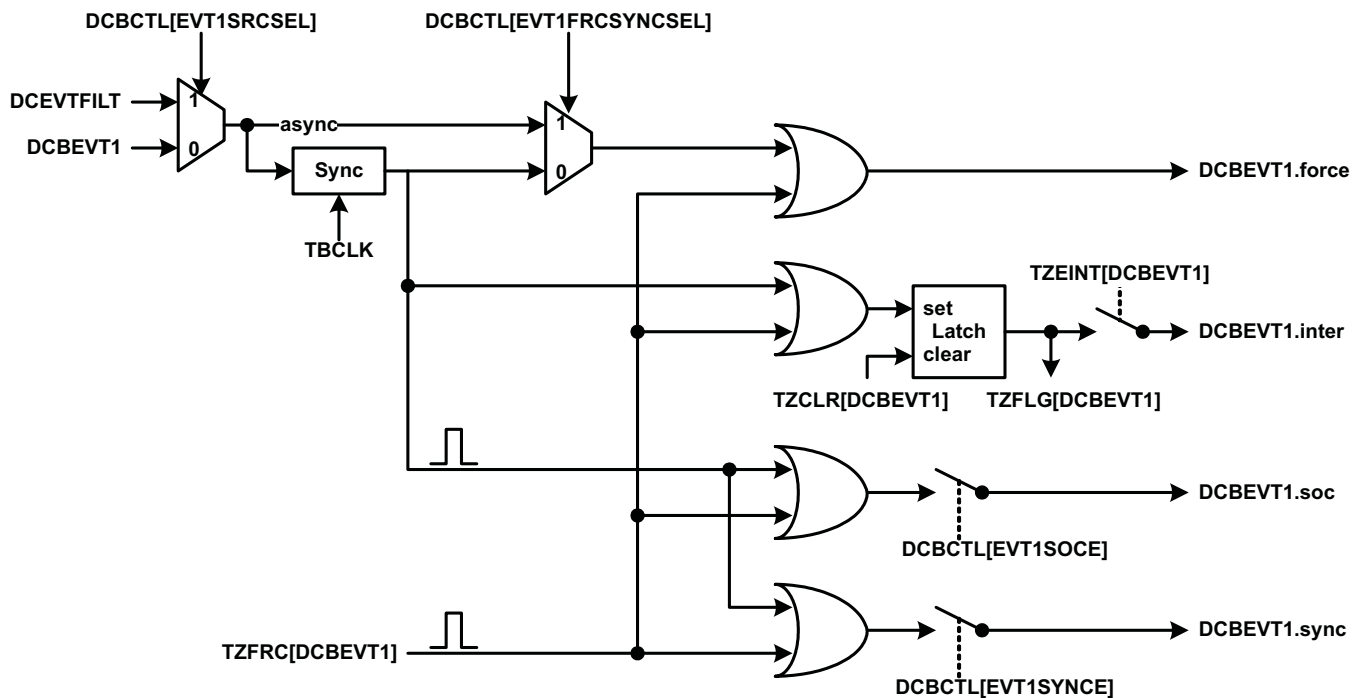 DCBCTL[EVT1SRCSEL]
DCBCTL[EVT1FRCSYNCSEL]
DCEVTFILT
1
async
1
DCBEVT1
0
Sync
0
DCBEVT1.force
TBCLK
TZEINT[DCBEVT1]
set
Latch
clear
DCBEVT1.inter
TZCLR[DCBEVT1]
TZFLG[DCBEVT1]
DCBEVT1.soc
DCBCTL[EVT1SOCE]
DCBEVT1.sync
TZFRC[DCBEVT1]
DCBCTL[EVT1SYNCE]